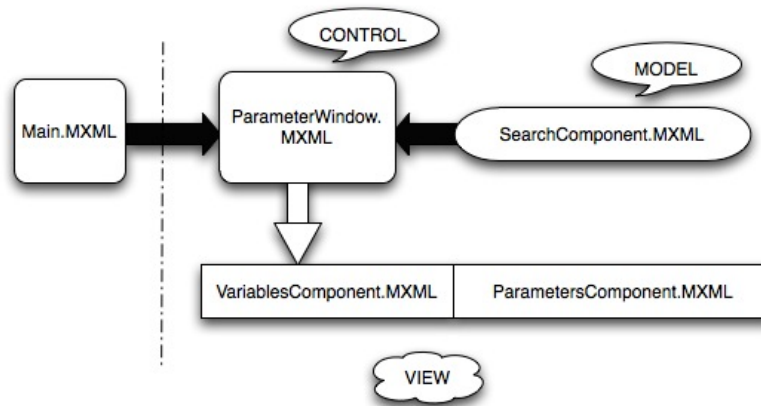 CONTROL
MODEL
Main.MXML
ParameterWindow.
MXML
SearchComponent.MXML
VariablesComponent.MXML
ParametersComponent.MXML
VIEW